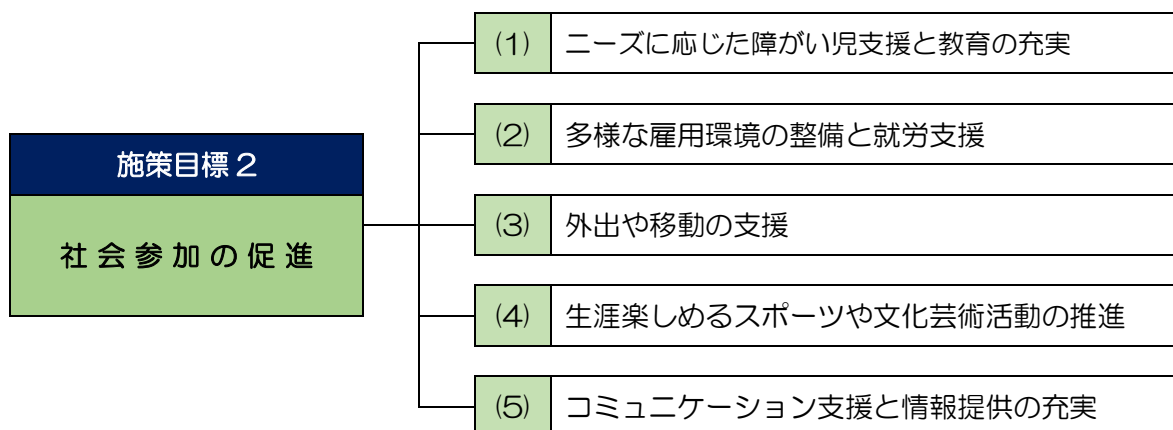 施策目標2
社会参加の促進
(1) ニーズに応じた障がい児支援と教育の充実
(2) 多様な雇用環境の整備と就労支援
(3) 外出や移動の支援
(4) 生涯楽しめるスポーツや文化芸術活動の推進
(5) コミュニケーション支援と情報提供の充実